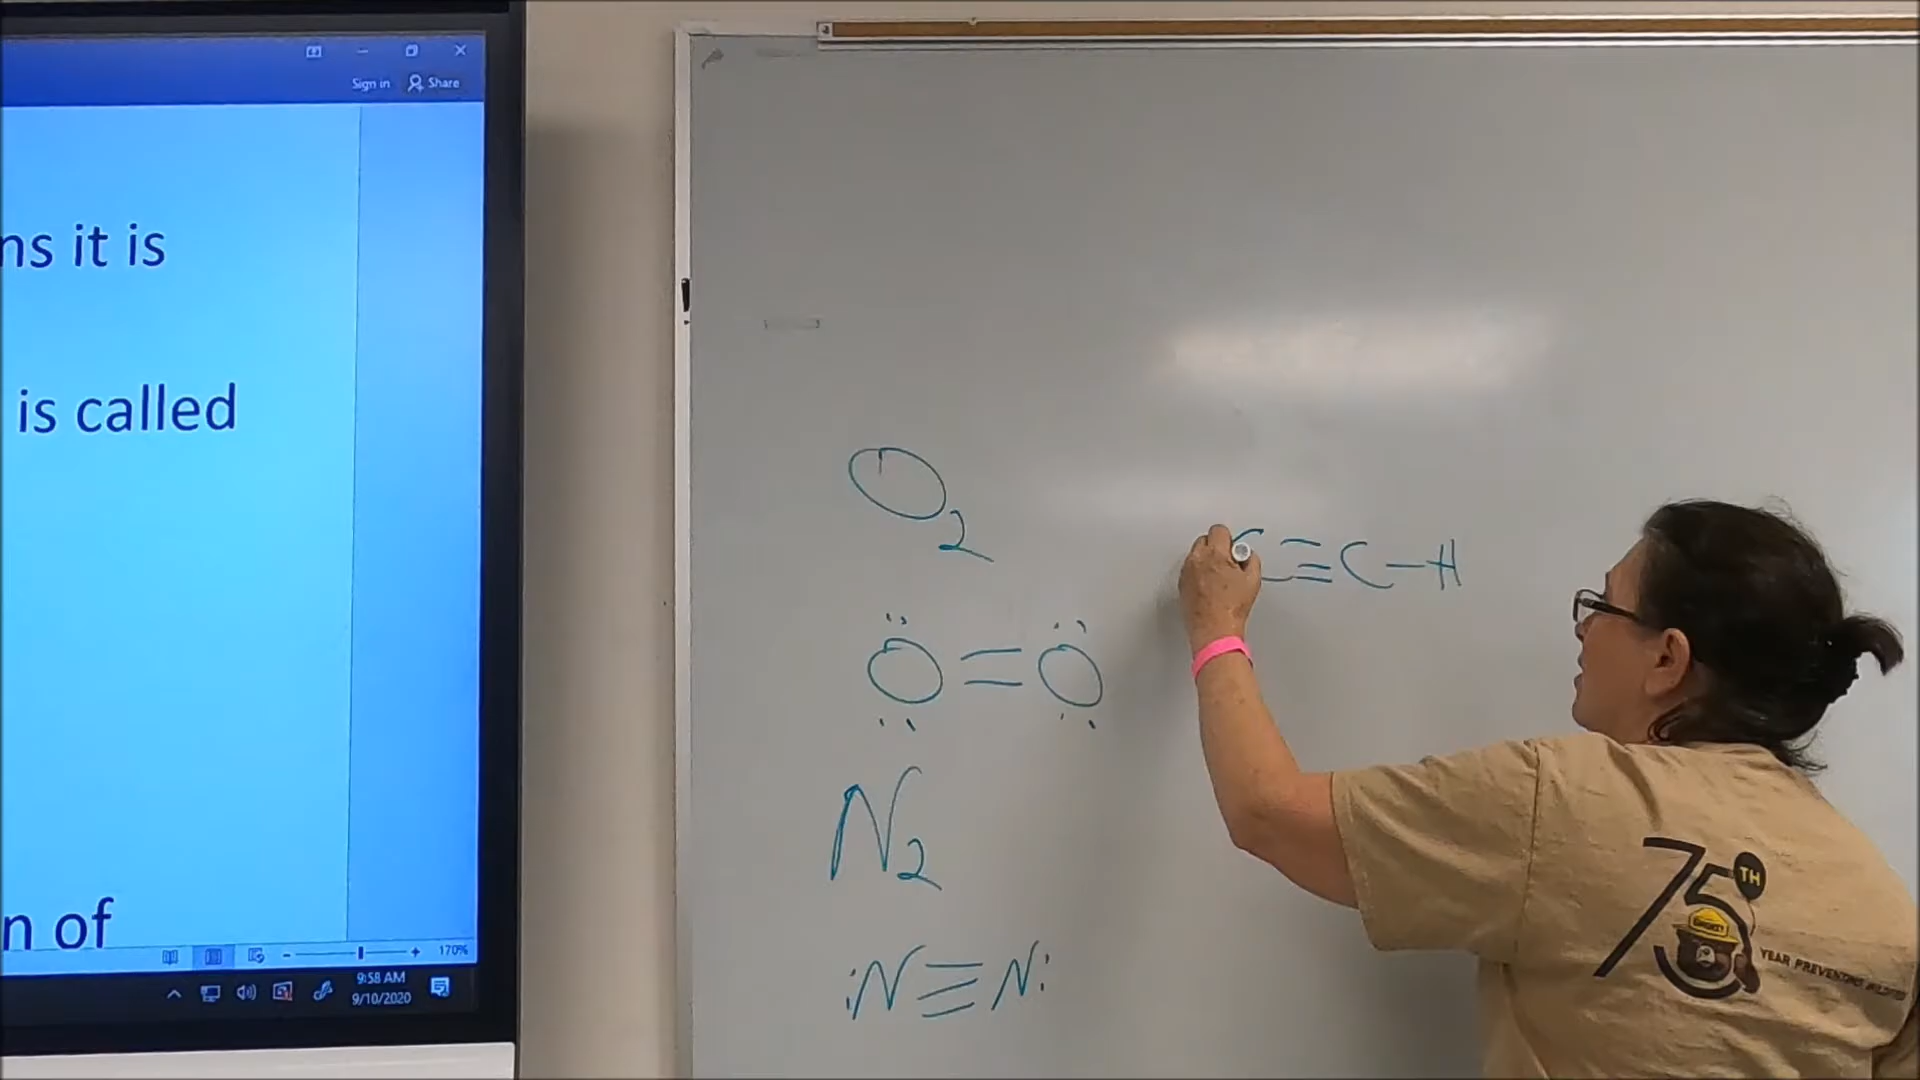 Sign in Share
ns it is
is called
n of
170%
9:58 AM
9/10/2020
O2
O=O
N2
:N≡N:
C≡C-H
75TH
SMOKEY
YEAR PREVENTING WILDFIRES